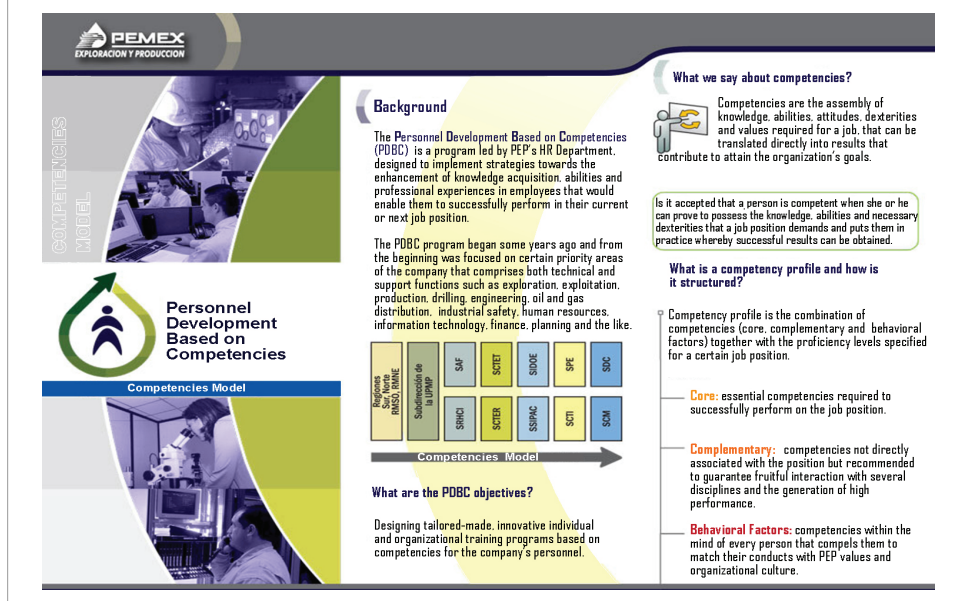 PEMEX
EXPLORACION Y PRODUCCION
COMPETENCIES
MODEL
Personnel
Development
Based on
Competencies
Competencies Model
Background
The Personnel Development Based on Competencies
(PDBC) is a program led by PEP's HR Department,
designed to implement strategies towards the
enhancement of knowledge acquisition, abilities and
professional experiences in employees that would
enable them to successfully perform in their current
or next job position.
The PDBC program began some years ago and from
the beginning was focused on certain priority areas
of the company that comprises both technical and
support functions such as exploration, exploitation,
production, drilling, engineering, oil and gas
distribution, industrial safety, human resources,
information technology, finance, planning and the like.
Regiones
Sur, Norte
RMSO, RMNE
Subdirección de
la UPMP
SAF
SCTET
SIDOE
SPE
SDC
SRHCI
SCTER
SSIPAC
SCTI
SCM
Competencies Model
What are the PDBC objectives?
Designing tailored-made, innovative individual
and organizational training programs based on
competencies for the company's personnel.
What we say about competencies?
Competencies are the assembly of
knowledge, abilities, attitudes, dexterities
and values required for a job, that can be
translated directly into results that
contribute to attain the organization's goals.
Is it accepted that a person is competent when she or he
can prove to possess the knowledge, abilities and necessary
dexterities that a job position demands and puts them in
practice whereby successful results can be obtained.
What is a competency profile and how is
it structured?
Competency profile is the combination of
competencies (core, complementary and behavioral
factors) together with the proficiency levels specified
for a certain job position.
Core: essential competencies required to
successfully perform on the job position.
Complementary: competencies not directly
associated with the position but recommended
to guarantee fruitful interaction with several
disciplines and the generation of high
performance.
Behavioral Factors: competencies within the
mind of every person that compels them to
match their conducts with PEP values and
organizational culture.